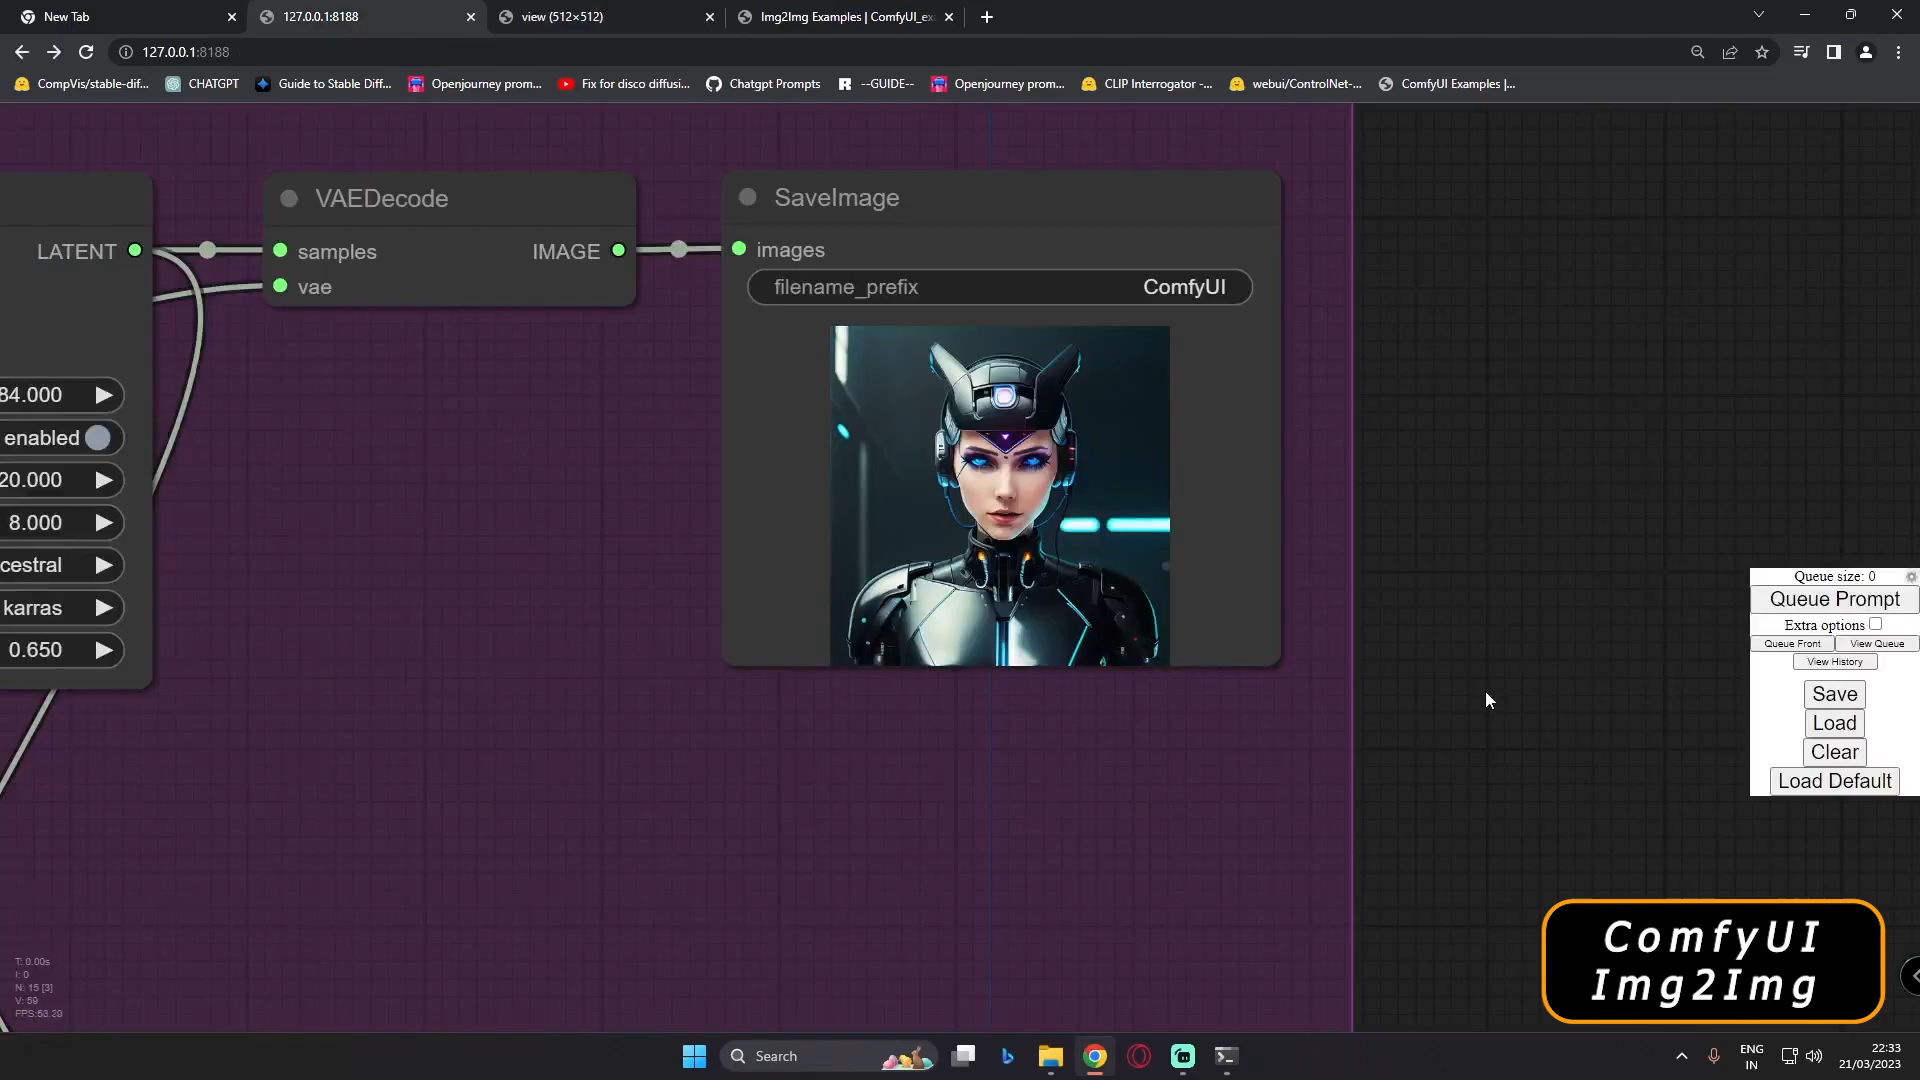 New Tab
127.0.0.1:8188
view (512×512)
Img2Img Examples | ComfyUI_ex
127.0.0.1:8188
CompVis/stable-dif...
CHATGPT
Guide to Stable Diff...
Openjourney prom...
Fix for disco diffusi...
Chatgpt Prompts
--GUIDE--
Openjourney prom...
CLIP Interrogator -...
webui/ControlNet-...
ComfyUI Examples |...
VAEDecode
SaveImage
LATENT
samples
IMAGE
images
vae
filename_prefix
ComfyUI
84.000
enabled
20.000
8.000
cestral
karras
0.650
Queue size: 0
Queue Prompt
Extra options
Queue Front
View Queue
View History
Save
Load
Clear
Load Default
ComfyUI
Img2Img
T: 0.00s
I: 0
N: 15 [3]
V: 59
FPS:53.20
Search
ENG
IN
22:33
21/03/2023